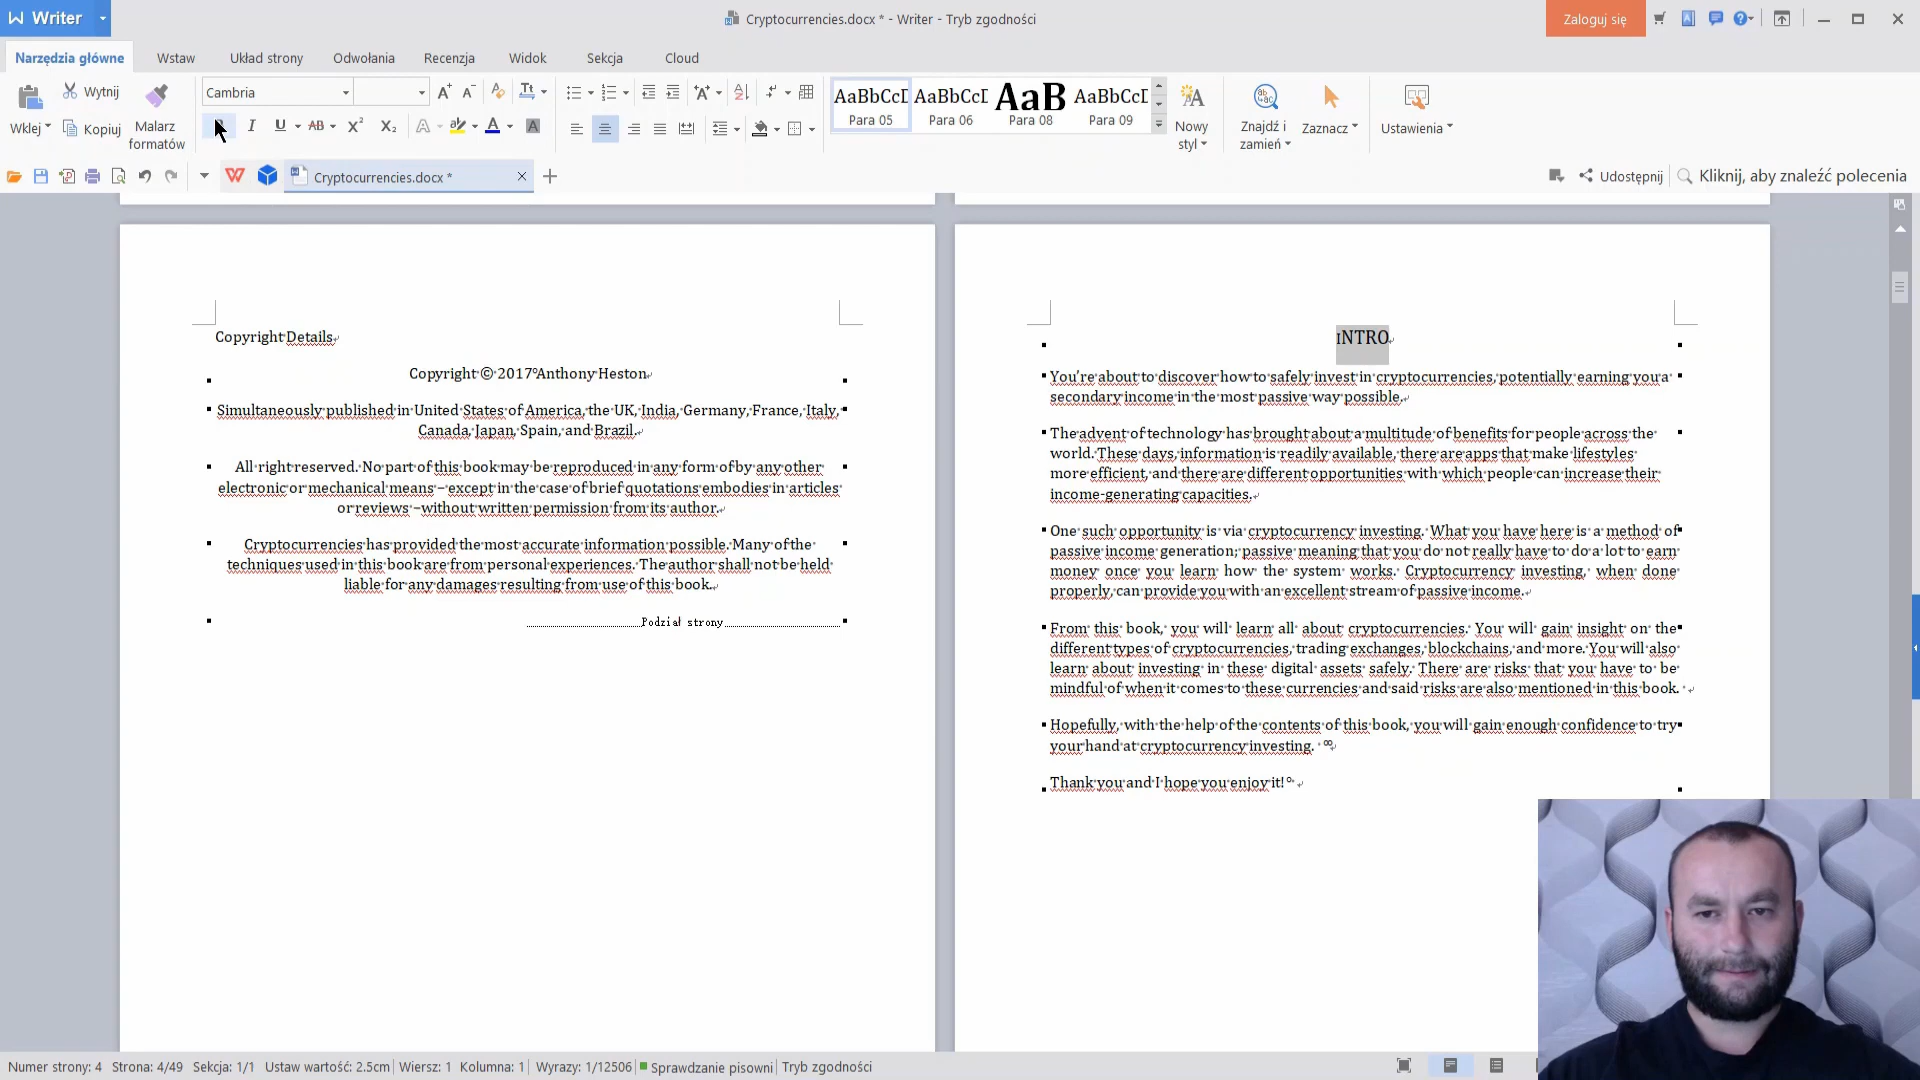 Writer
Cryptocurrencies.docx * - Writer - Tryb zgodności
Zaloguj się
Narzędzia główne
Wstaw
Układ strony
Odwołania
Recenzja
Widok
Sekcja
Cloud
Wklej
Wytnij
Kopiuj
Malarz formatów
Cambria
AaBbCcD
AaBbCcD
AaB
AaBbCcD
Para 05
Para 06
Para 08
Para 09
Nowy styl
Znajdź i zamień
Zaznacz
Ustawienia
Cryptocurrencies.docx *
Udostępnij
Kliknij, aby znaleźć polecenia
Copyright Details
Copyright © 2017 Anthony Heston
Simultaneously published in United States of America, the UK, India, Germany, France, Italy,
Canada, Japan, Spain, and Brazil.
All right reserved. No part of this book may be reproduced in any form of by any other
electronic or mechanical means – except in the case of brief quotations embodies in articles
or reviews –without written permission from its author.
Cryptocurrencies has provided the most accurate information possible. Many of the
techniques used in this book are from personal experiences. The author shall not be held
liable for any damages resulting from use of this book.
Podział strony
INTRO
You're about to discover how to safely invest in cryptocurrencies, potentially earning you a
secondary income in the most passive way possible.
The advent of technology has brought about a multitude of benefits for people across the
world. These days, information is readily available, there are apps that make lifestyles
more efficient, and there are different opportunities with which people can increase their
income-generating capacities.
One such opportunity is via cryptocurrency investing. What you have here is a method of
passive income generation; passive meaning that you do not really have to do a lot to earn
money once you learn how the system works. Cryptocurrency investing, when done
properly, can provide you with an excellent stream of passive income.
From this book, you will learn all about cryptocurrencies. You will gain insight on the
different types of cryptocurrencies, trading exchanges, blockchains, and more. You will also
learn about investing in these digital assets safely. There are risks that you have to be
mindful of when it comes to these currencies and said risks are also mentioned in this book.
Hopefully, with the help of the contents of this book, you will gain enough confidence to try
your hand at cryptocurrency investing.
Thank you and I hope you enjoy it!
Numer strony: 4 Strona: 4/49 Sekcja: 1/1 Ustaw wartość: 2.5cm Wiersz: 1 Kolumna: 1 Wyrazy: 1/12506 Sprawdzanie pisowni Tryb zgodności